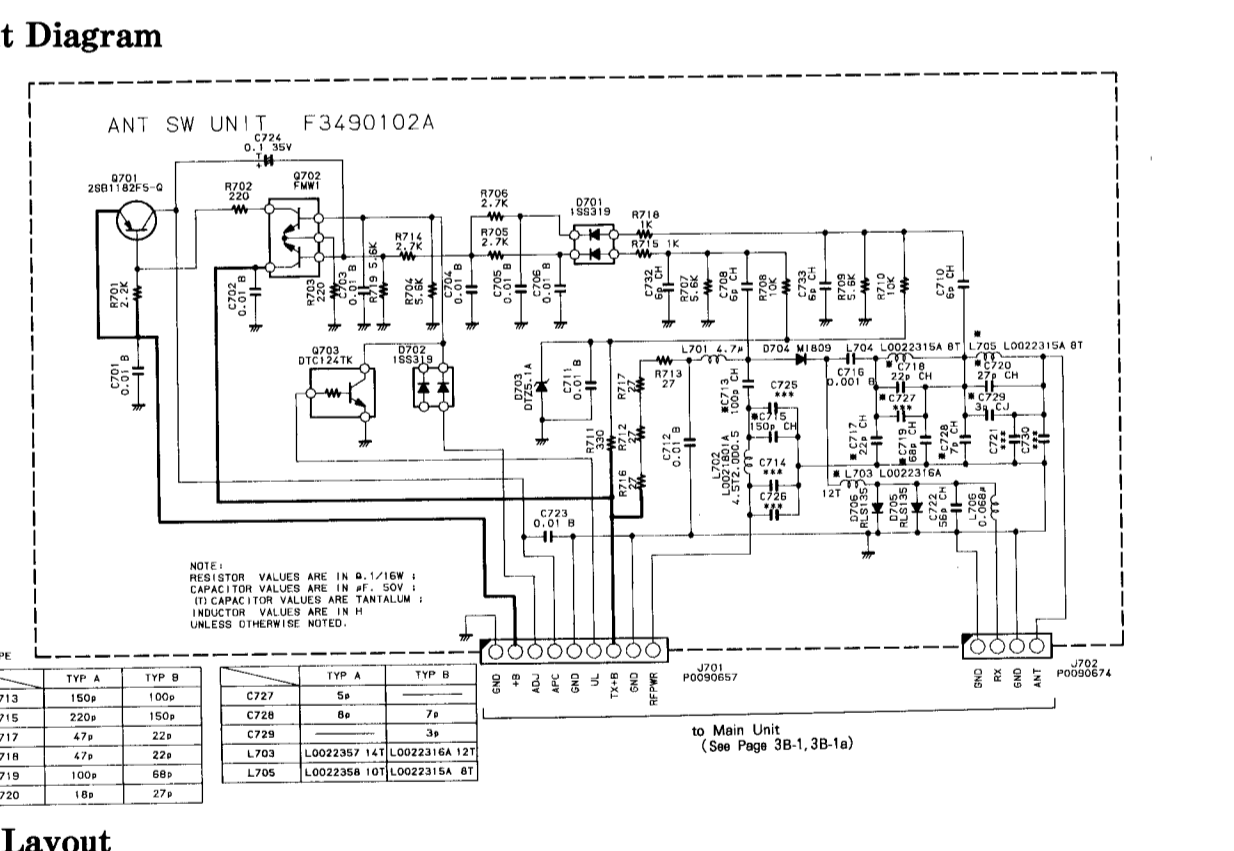 t Diagram
ANT SW UNIT F3490102A
C724
0.1 35V
T
+
Q701
2SB1182F5-Q
R702
220
Q702
FMW1
R706
2.7K
D701
1SS319
R718
1K
R714
2.7K
R705
2.7K
R715 1K
R701
2.2K
C702
0.01 B
R703
220
C703
0.01 B
R719 5.6K
R704
5.6K
C704
0.01 B
C705
0.01 B
C706
0.01 B
C732
6p CH
R707
5.6K
C708
6p CH
R708
10K
C733
6p CH
R709
5.6K
R710
10K
C710
6p CH
C701
0.01 B
Q703
DTC124TK
D702
1SS319
D703
DTZ5.1A
C711
0.01 B
R717
27
R713
27
L701 4.7μ
D704 MI809
L704 L0022315A 8T
*
L705 L0022315A 8T
C716
0.001 B
*C718
22p CH
*C720
27p CH
*C713
100p CH
C725
***
*C727
***
*C729
3p CJ
*C715
150p CH
R711
330
R712
27
C712
0.01 B
L702
L0021801A
4.5T2.0D0.5
C714
***
*C717
22p CH
*C719
68p CH
*C728
7p CH
C721
***
C730
***
R716
27
C726
***
* L703 L0022316A
12T
D706
RLS135
D705
RLS135
C722
56p CH
L706
0.068μ
C723
0.01 B
NOTE:
RESISTOR VALUES ARE IN Ω.1/16W ;
CAPACITOR VALUES ARE IN μF. 50V ;
(T) CAPACITOR VALUES ARE TANTALUM ;
INDUCTOR VALUES ARE IN H
UNLESS OTHERWISE NOTED.
J701
P0090657
J702
P0090674
GND
+B
ADJ
APC
GND
UL
TX+B
GND
RFPWR
GND
RX
GND
ANT
to Main Unit
(See Page 3B-1,3B-1a)
PE
TYP A TYP B
713 150p 100p
715 220p 150p
717 47p 22p
718 47p 22p
719 100p 68p
720 18p 27p
TYP A TYP B
C727 5p
C728 8p 7p
C729 3p
L703 L0022357 14T L0022316A 12T
L705 L0022358 10T L0022315A 8T
Layout